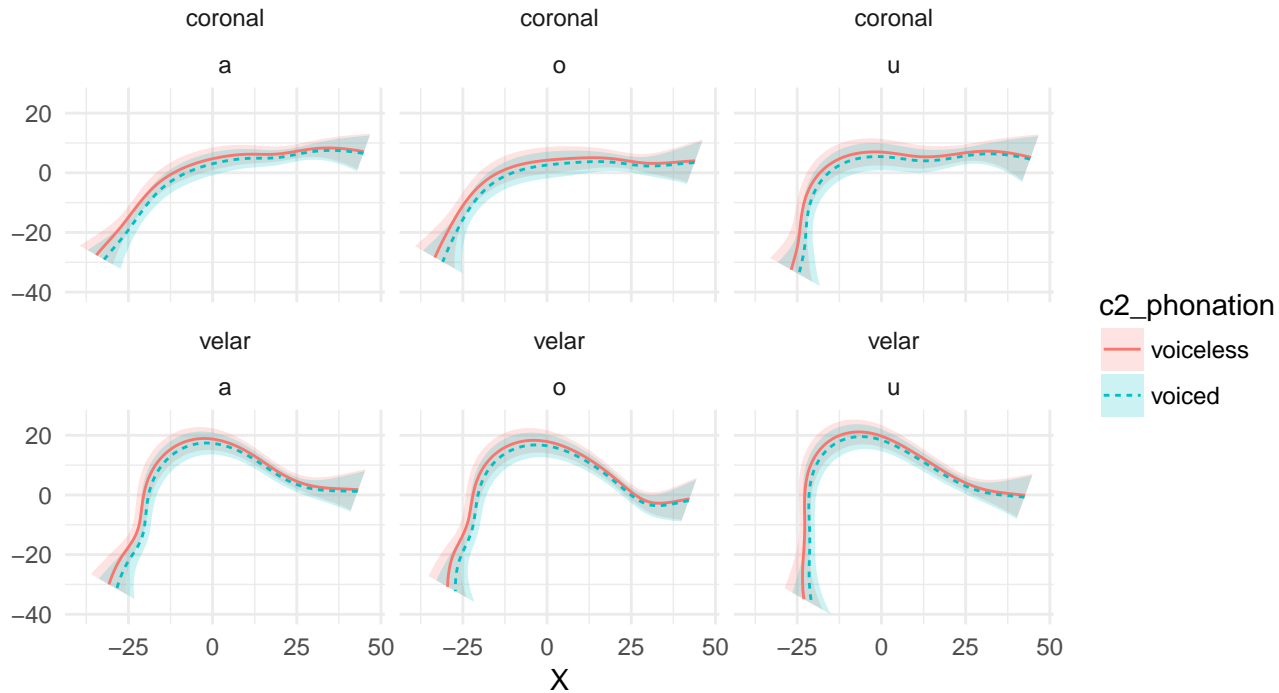 coronal coronal coronal
a o u
20
0
−20
−40
velar velar velar
a o u
20
0
−20
−40
−25 0 25 50 −25 0 25 50 −25 0 25 50
X
c2_phonation
voiceless
voiced